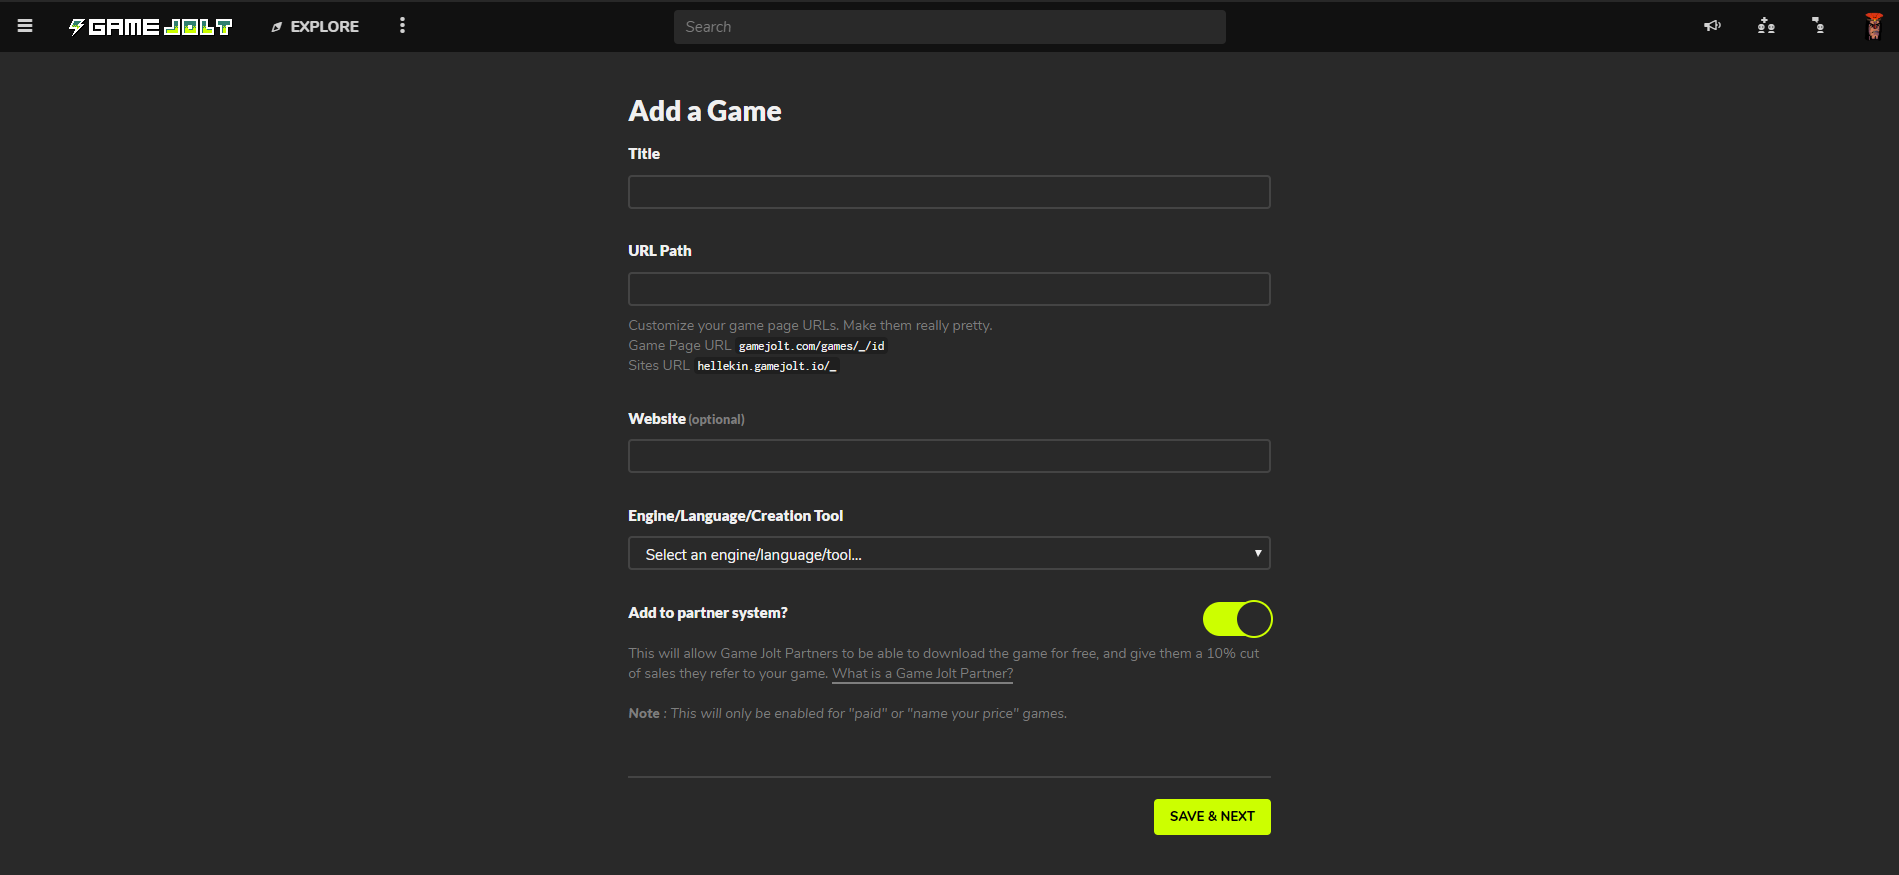 GAME JOLT
EXPLORE
Search
Add a Game
Title
URL Path
Customize your game page URLs. Make them really pretty.
Game Page URL gamejolt.com/games/_/id
Sites URL hellekin.gamejolt.io/_
Website (optional)
Engine/Language/Creation Tool
Select an engine/language/tool...
Add to partner system?
This will allow Game Jolt Partners to be able to download the game for free, and give them a 10% cut
of sales they refer to your game. What is a Game Jolt Partner?
Note : This will only be enabled for "paid" or "name your price" games.
SAVE & NEXT